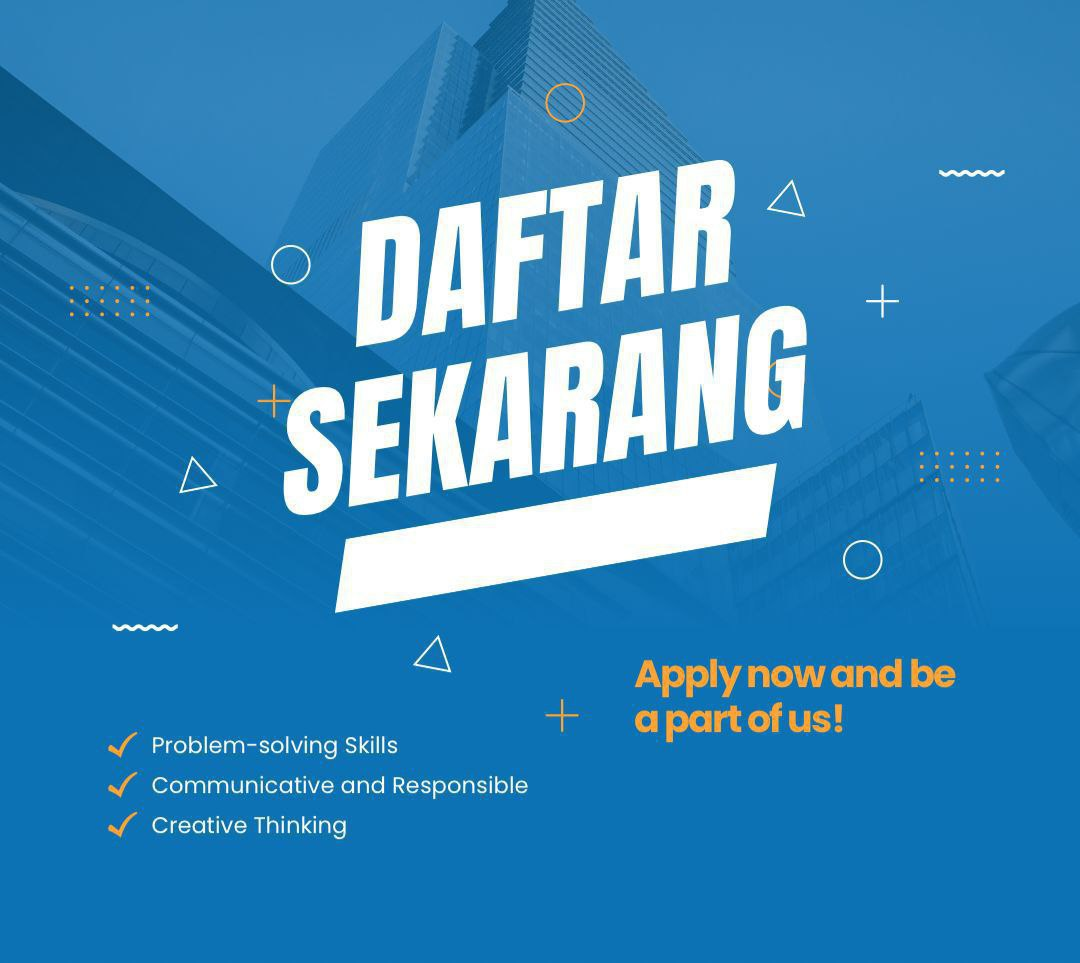 DAFTAR
SEKARANG
Apply now and be
a part of us!
Problem-solving Skills
Communicative and Responsible
Creative Thinking